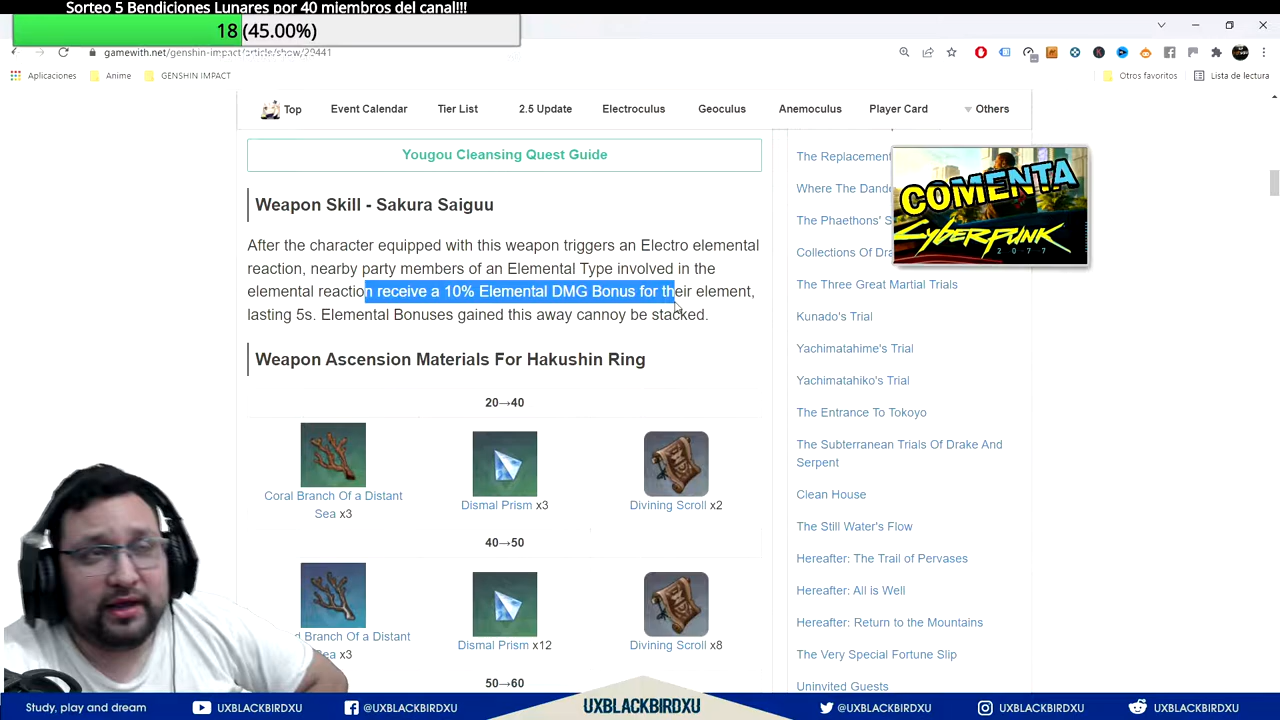 Sorteo 5 Bendiciones Lunares por 40 miembros del canal!!!
18 (45.00%)
gamewith.net/genshin-impact/article/show/29441
Aplicaciones
Anime
GENSHIN IMPACT
Otros favoritos
Lista de lectura
Top
Event Calendar
Tier List
2.5 Update
Electroculus
Geoculus
Anemoculus
Player Card
Others
Yougou Cleansing Quest Guide
Weapon Skill - Sakura Saiguu
After the character equipped with this weapon triggers an Electro elemental
reaction, nearby party members of an Elemental Type involved in the
elemental reaction receive a 10% Elemental DMG Bonus for their element,
lasting 5s. Elemental Bonuses gained this away cannoy be stacked.
Weapon Ascension Materials For Hakushin Ring
20→40
Coral Branch Of a Distant
Sea x3
Dismal Prism x3
Divining Scroll x2
40→50
Branch Of a Distant
Sea x3
Dismal Prism x12
Divining Scroll x8
50→60
The Replacement
Where The
The Phaethons'
Collections Of
The Three Great Martial Trials
Kunado's Trial
Yachimatahime's Trial
Yachimatahiko's Trial
The Entrance To Tokoyo
The Subterranean Trials Of Drake And
Serpent
Clean House
The Still Water's Flow
Hereafter: The Trail of Pervases
Hereafter: All is Well
Hereafter: Return to the Mountains
The Very Special Fortune Slip
Uninvited Guests
COMENTA
Cyberpunk
2077
Study, play and dream
UXBLACKBIRDXU
@UXBLACKBIRDXU
UXBLACKBIRDXU
@UXBLACKBIRDXU
UXBLACKBIRDXU
UXBLACKBIRDXU